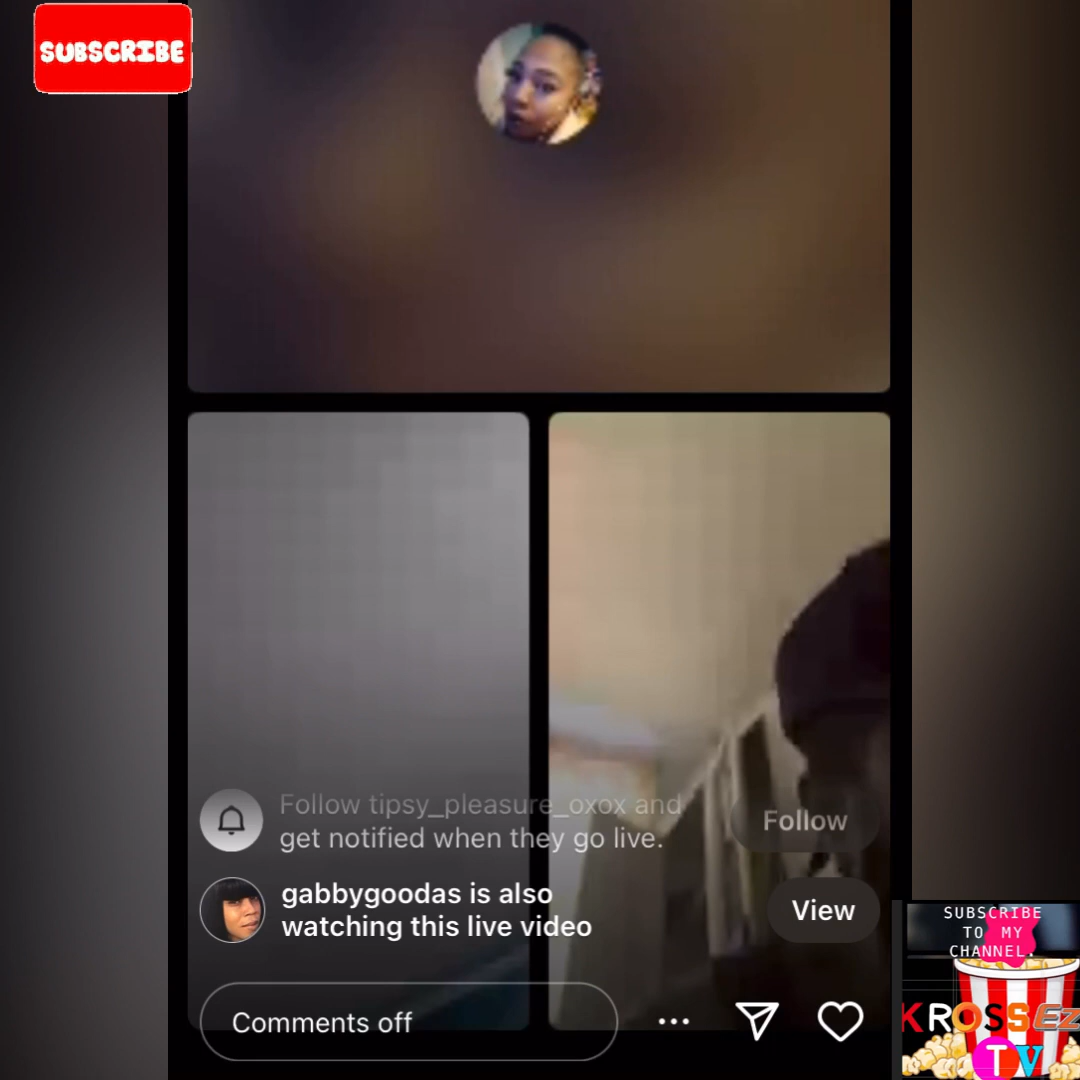 SUBSCRIBE
Follow tipsy_pleasure_oxox and
get notified when they go live.
Follow
gabbygoodas is also
watching this live video
View
Comments off
SUBSCRIBE
TO MY
CHANNEL.
KROSSEz
TV